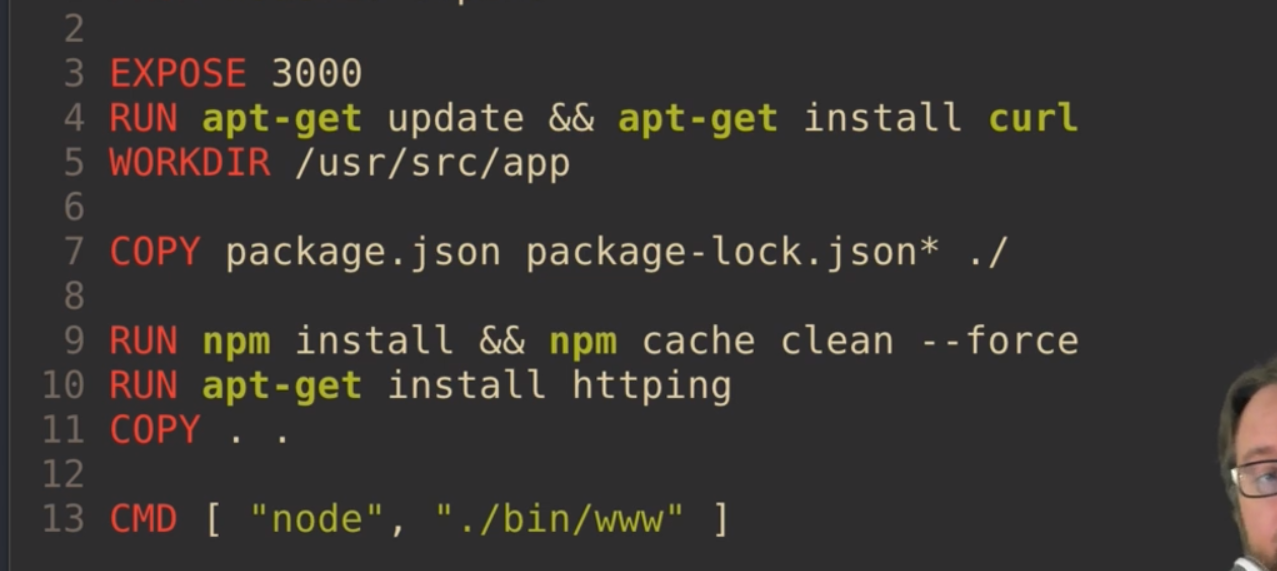 2
3 EXPOSE 3000
4 RUN apt-get update && apt-get install curl
5 WORKDIR /usr/src/app
6
7 COPY package.json package-lock.json* ./
8
9 RUN npm install && npm cache clean --force
10 RUN apt-get install httping
11 COPY . .
12
13 CMD [ "node", "./bin/www" ]